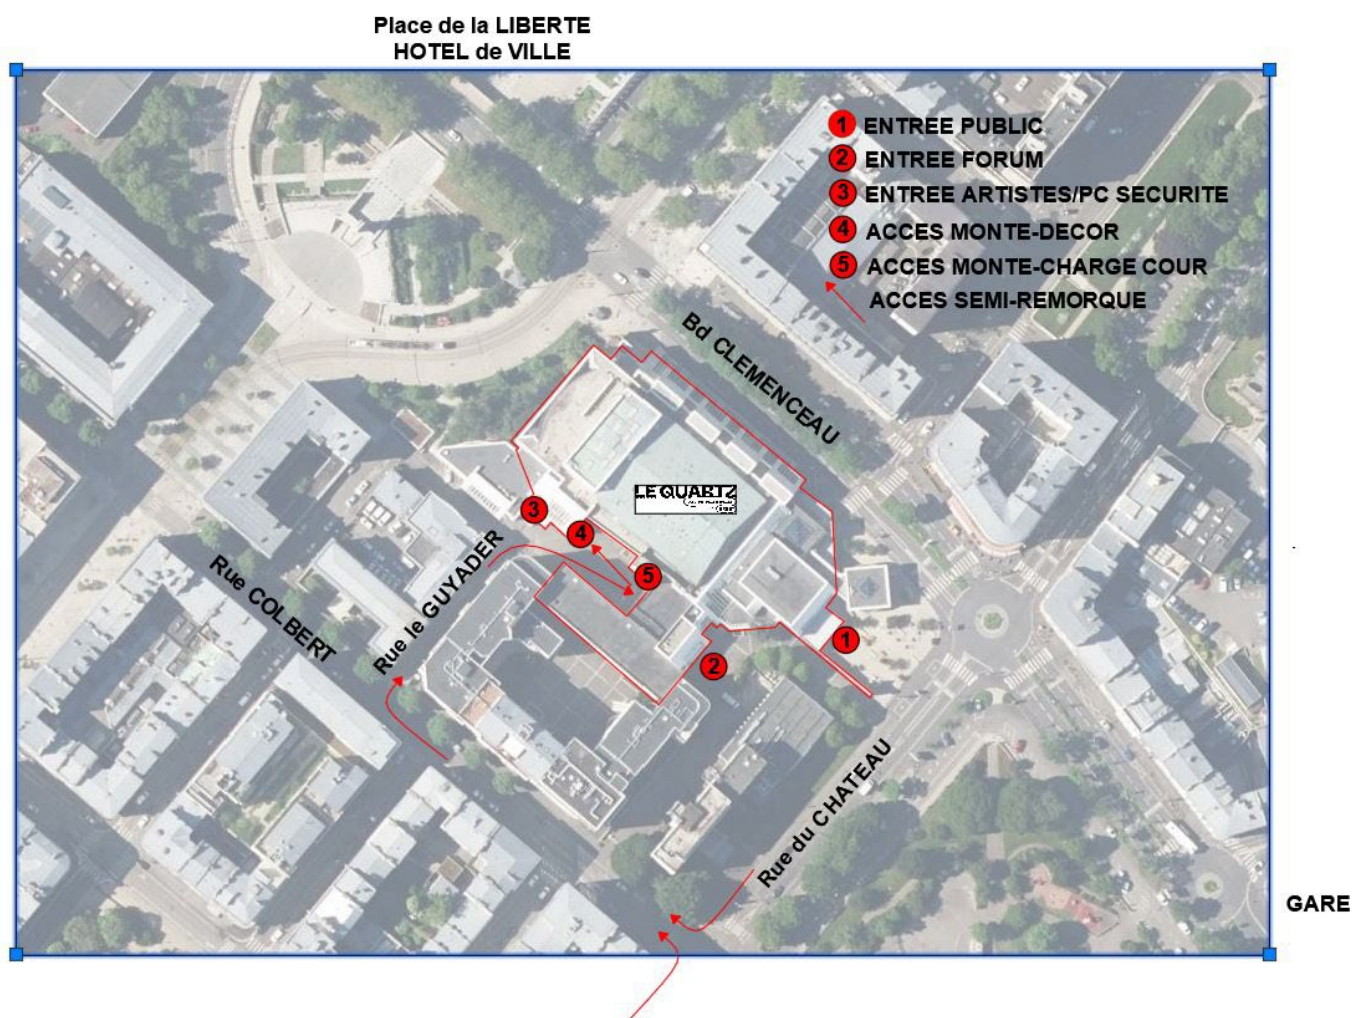 Place de la LIBERTE
HOTEL de VILLE
1 ENTREE PUBLIC
2 ENTREE FORUM
3 ENTREE ARTISTES/PC SECURITE
4 ACCES MONTE-DECOR
5 ACCES MONTE-CHARGE COUR
ACCES SEMI-REMORQUE
Bd CLEMENCEAU
LE QUARTZ
3
4
5
Rue le GUYADER
Rue COLBERT
1
2
Rue du CHATEAU
GARE